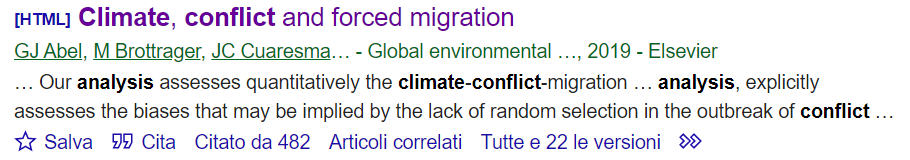 [HTML] Climate, conflict and forced migration
GJ Abel, M Brottrager, JC Cuaresma… - Global environmental …, 2019 - Elsevier
… Our analysis assesses quantitatively the climate-conflict-migration … analysis, explicitly
assesses the biases that may be implied by the lack of random selection in the outbreak of conflict …
Salva Cita Citato da 482 Articoli correlati Tutte e 22 le versioni